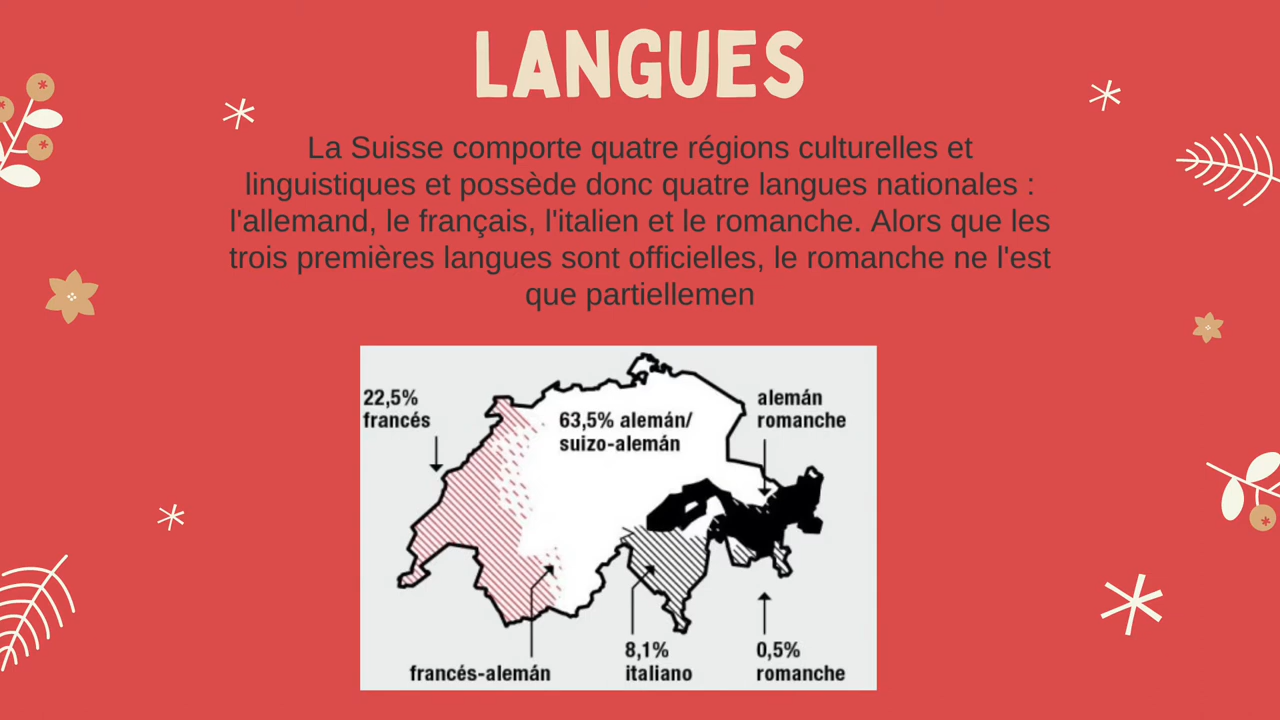 LANGUES
La Suisse comporte quatre régions culturelles et
linguistiques et possède donc quatre langues nationales :
l'allemand, le français, l'italien et le romanche. Alors que les
trois premières langues sont officielles, le romanche ne l'est
que partiellemen
22,5%
francés
63,5% alemán/
suizo-alemán
alemán
romanche
francés-alemán
8,1%
italiano
0,5%
romanche